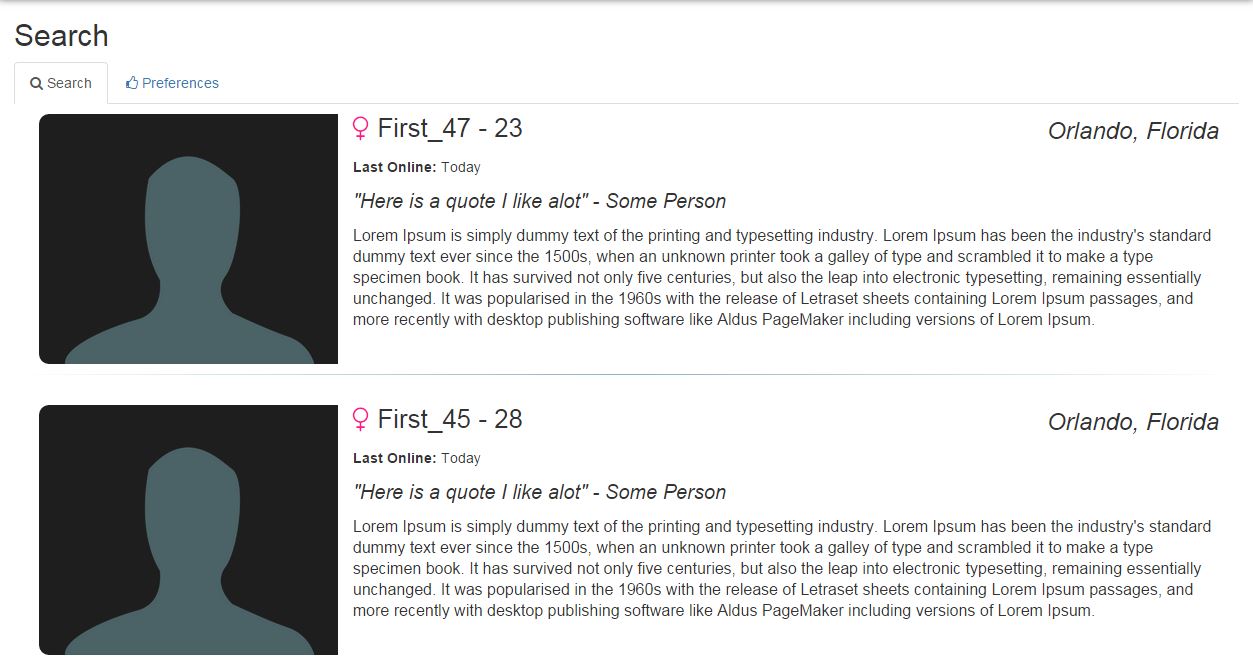 Search
Search Preferences
First_47 - 23 Orlando, Florida
Last Online: Today
"Here is a quote I like alot" - Some Person
Lorem Ipsum is simply dummy text of the printing and typesetting industry. Lorem Ipsum has been the industry's standard
dummy text ever since the 1500s, when an unknown printer took a galley of type and scrambled it to make a type
specimen book. It has survived not only five centuries, but also the leap into electronic typesetting, remaining essentially
unchanged. It was popularised in the 1960s with the release of Letraset sheets containing Lorem Ipsum passages, and
more recently with desktop publishing software like Aldus PageMaker including versions of Lorem Ipsum.
First_45 - 28 Orlando, Florida
Last Online: Today
"Here is a quote I like alot" - Some Person
Lorem Ipsum is simply dummy text of the printing and typesetting industry. Lorem Ipsum has been the industry's standard
dummy text ever since the 1500s, when an unknown printer took a galley of type and scrambled it to make a type
specimen book. It has survived not only five centuries, but also the leap into electronic typesetting, remaining essentially
unchanged. It was popularised in the 1960s with the release of Letraset sheets containing Lorem Ipsum passages, and
more recently with desktop publishing software like Aldus PageMaker including versions of Lorem Ipsum.